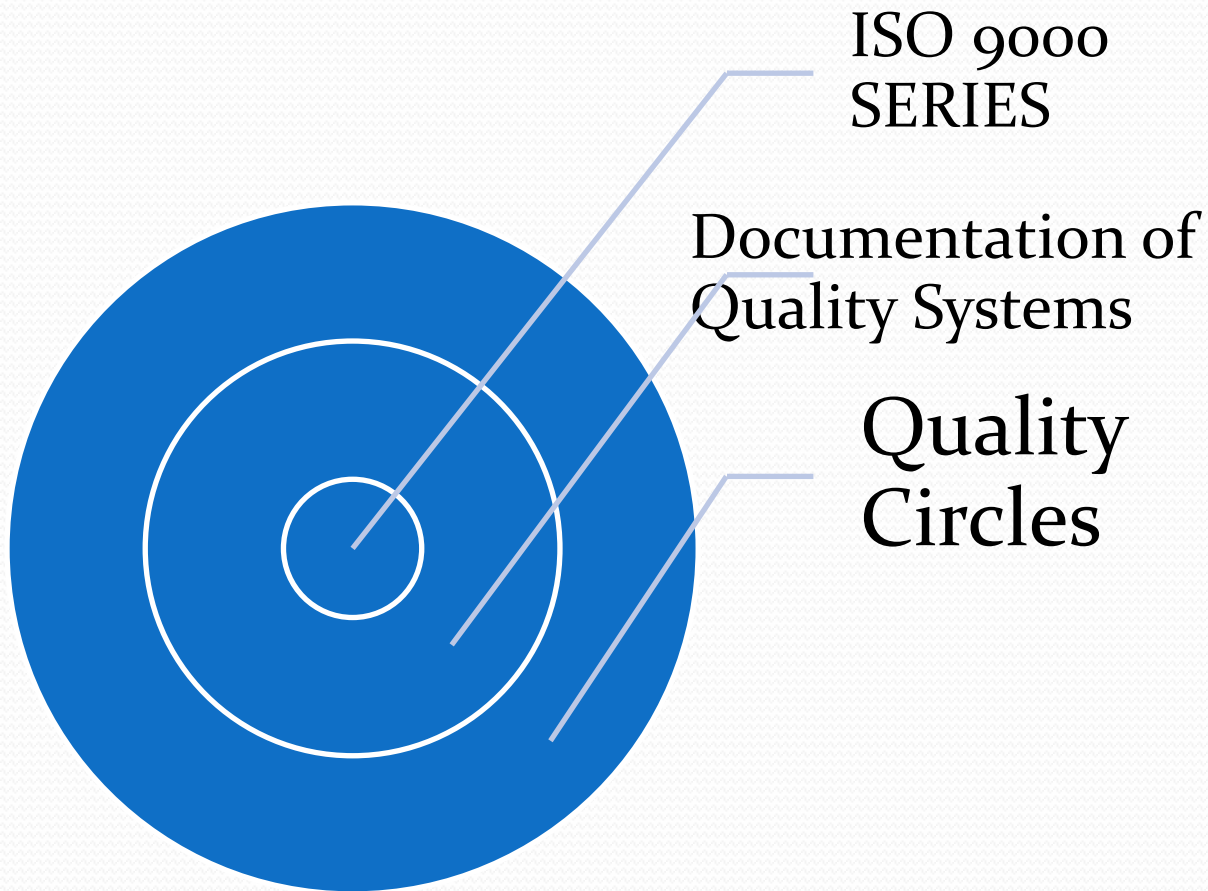 ISO 9000
SERIES
Documentation of
Quality Systems
Quality
Circles